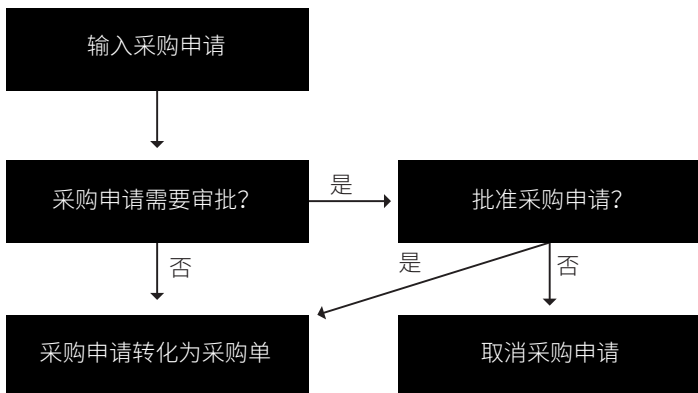 输入采购申请
采购申请需要审批？
是
批准采购申请？
否
是
否
采购申请转化为采购单
取消采购申请